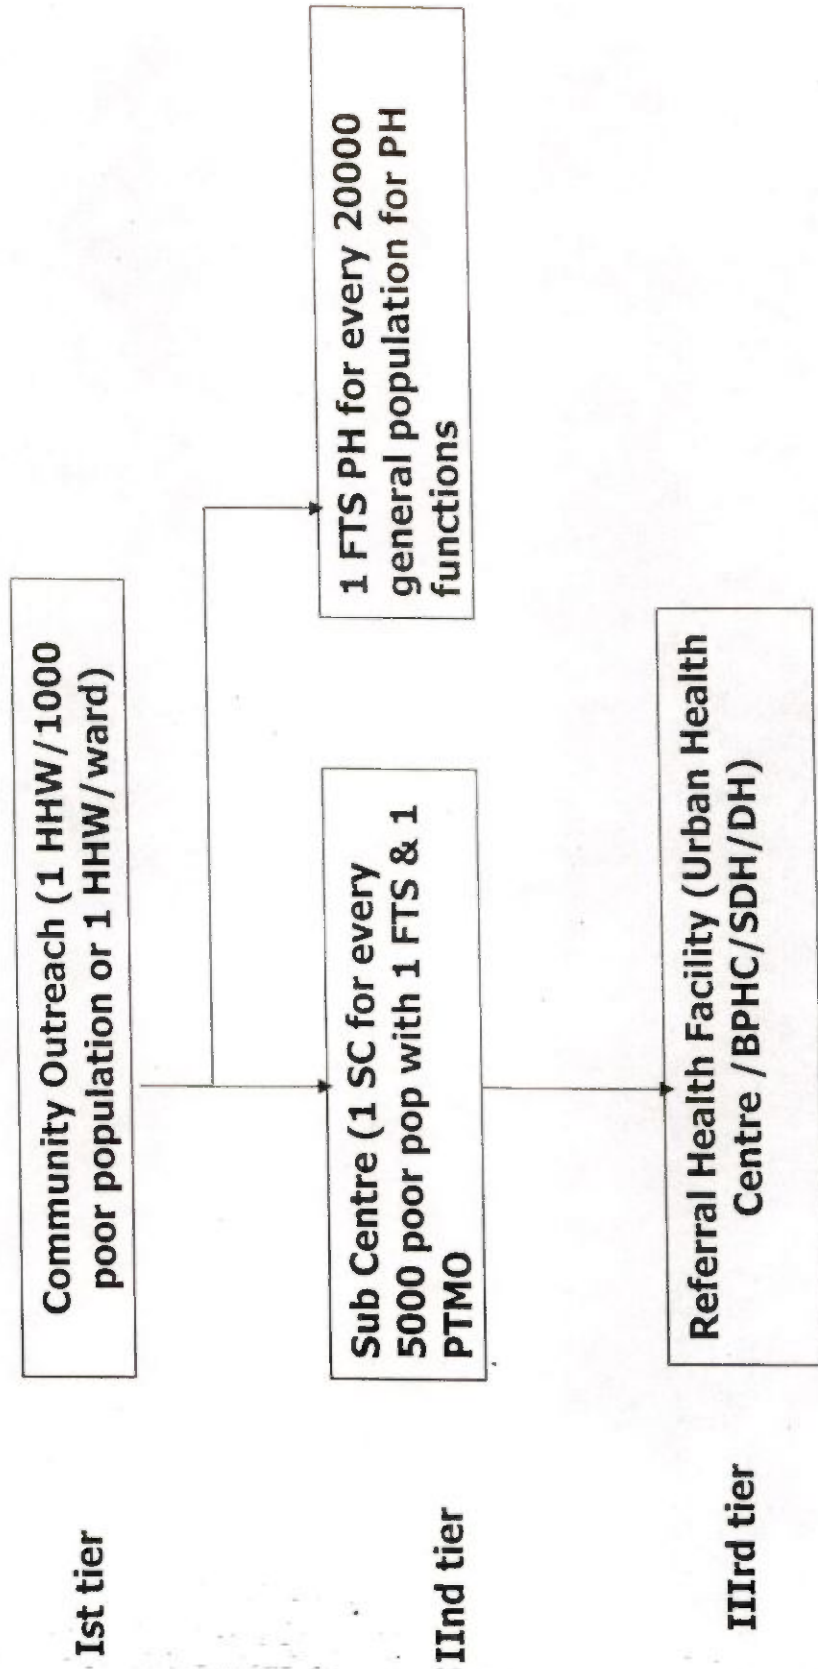 Ist tier
Community Outreach (1 HHW/1000
poor population or 1 HHW/ward)
IInd tier
Sub Centre (1 SC for every
5000 poor pop with 1 FTS & 1
PTMO
1 FTS PH for every 20000
general population for PH
functions
IIIrd tier
Referral Health Facility (Urban Health
Centre /BPHC/SDH/DH)